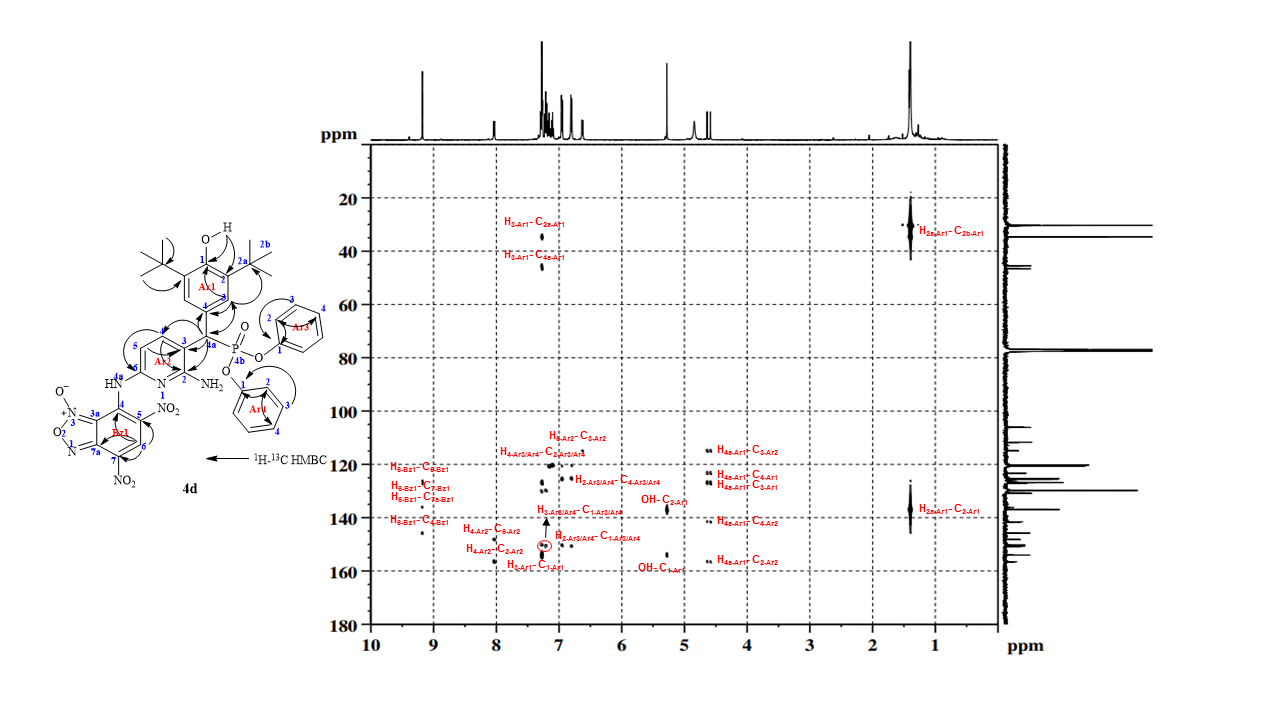 ppm
20
40
60
80
100
120
140
160
180
10
9
8
7
6
5
4
3
2
1
ppm
H3-Ar1- C2a-Ar1
H3-Ar1- C4a-Ar1
H2a,Ar1- C2b-Ar1
H5-Ar2- C3-Ar2
H4-Ar3/Ar4- C2-Ar3/Ar4
H2-Ar3/Ar4- C4-Ar3/Ar4
H3-Ar3/Ar4- C1-Ar3/Ar4
H2-Ar3/Ar4- C1-Ar3/Ar4
H6-Bz1- C7-Bz1
H6-Bz1- C7a-Bz1
H6-Bz1- C4-Bz1
H4-Ar2- C6-Ar2
H4-Ar2- C2-Ar2
H3-Ar1- C1-Ar1
OH- C2-Ar1
OH- C1-Ar1
H4a-Ar1- C3-Ar2
H4a-Ar1- C4-Ar1
H4a-Ar1- C3-Ar1
H4a-Ar1- C4-Ar2
H4a-Ar1- C2-Ar2
H2a,Ar1- C2-Ar1
H
O
1
2b
2a
2
Ar1
3
4
4
5
3
4a
Ar2
6
2
N
1
NH2
O
P
4b
O
O
3
2
4
Ar3
1
1
2
3
Ar4
4
4a
HN
O−
+N
3
3a
4
5
NO2
O
2
Bz1
6
N
1
7a
7
NO2
1H-13C HMBC
4d